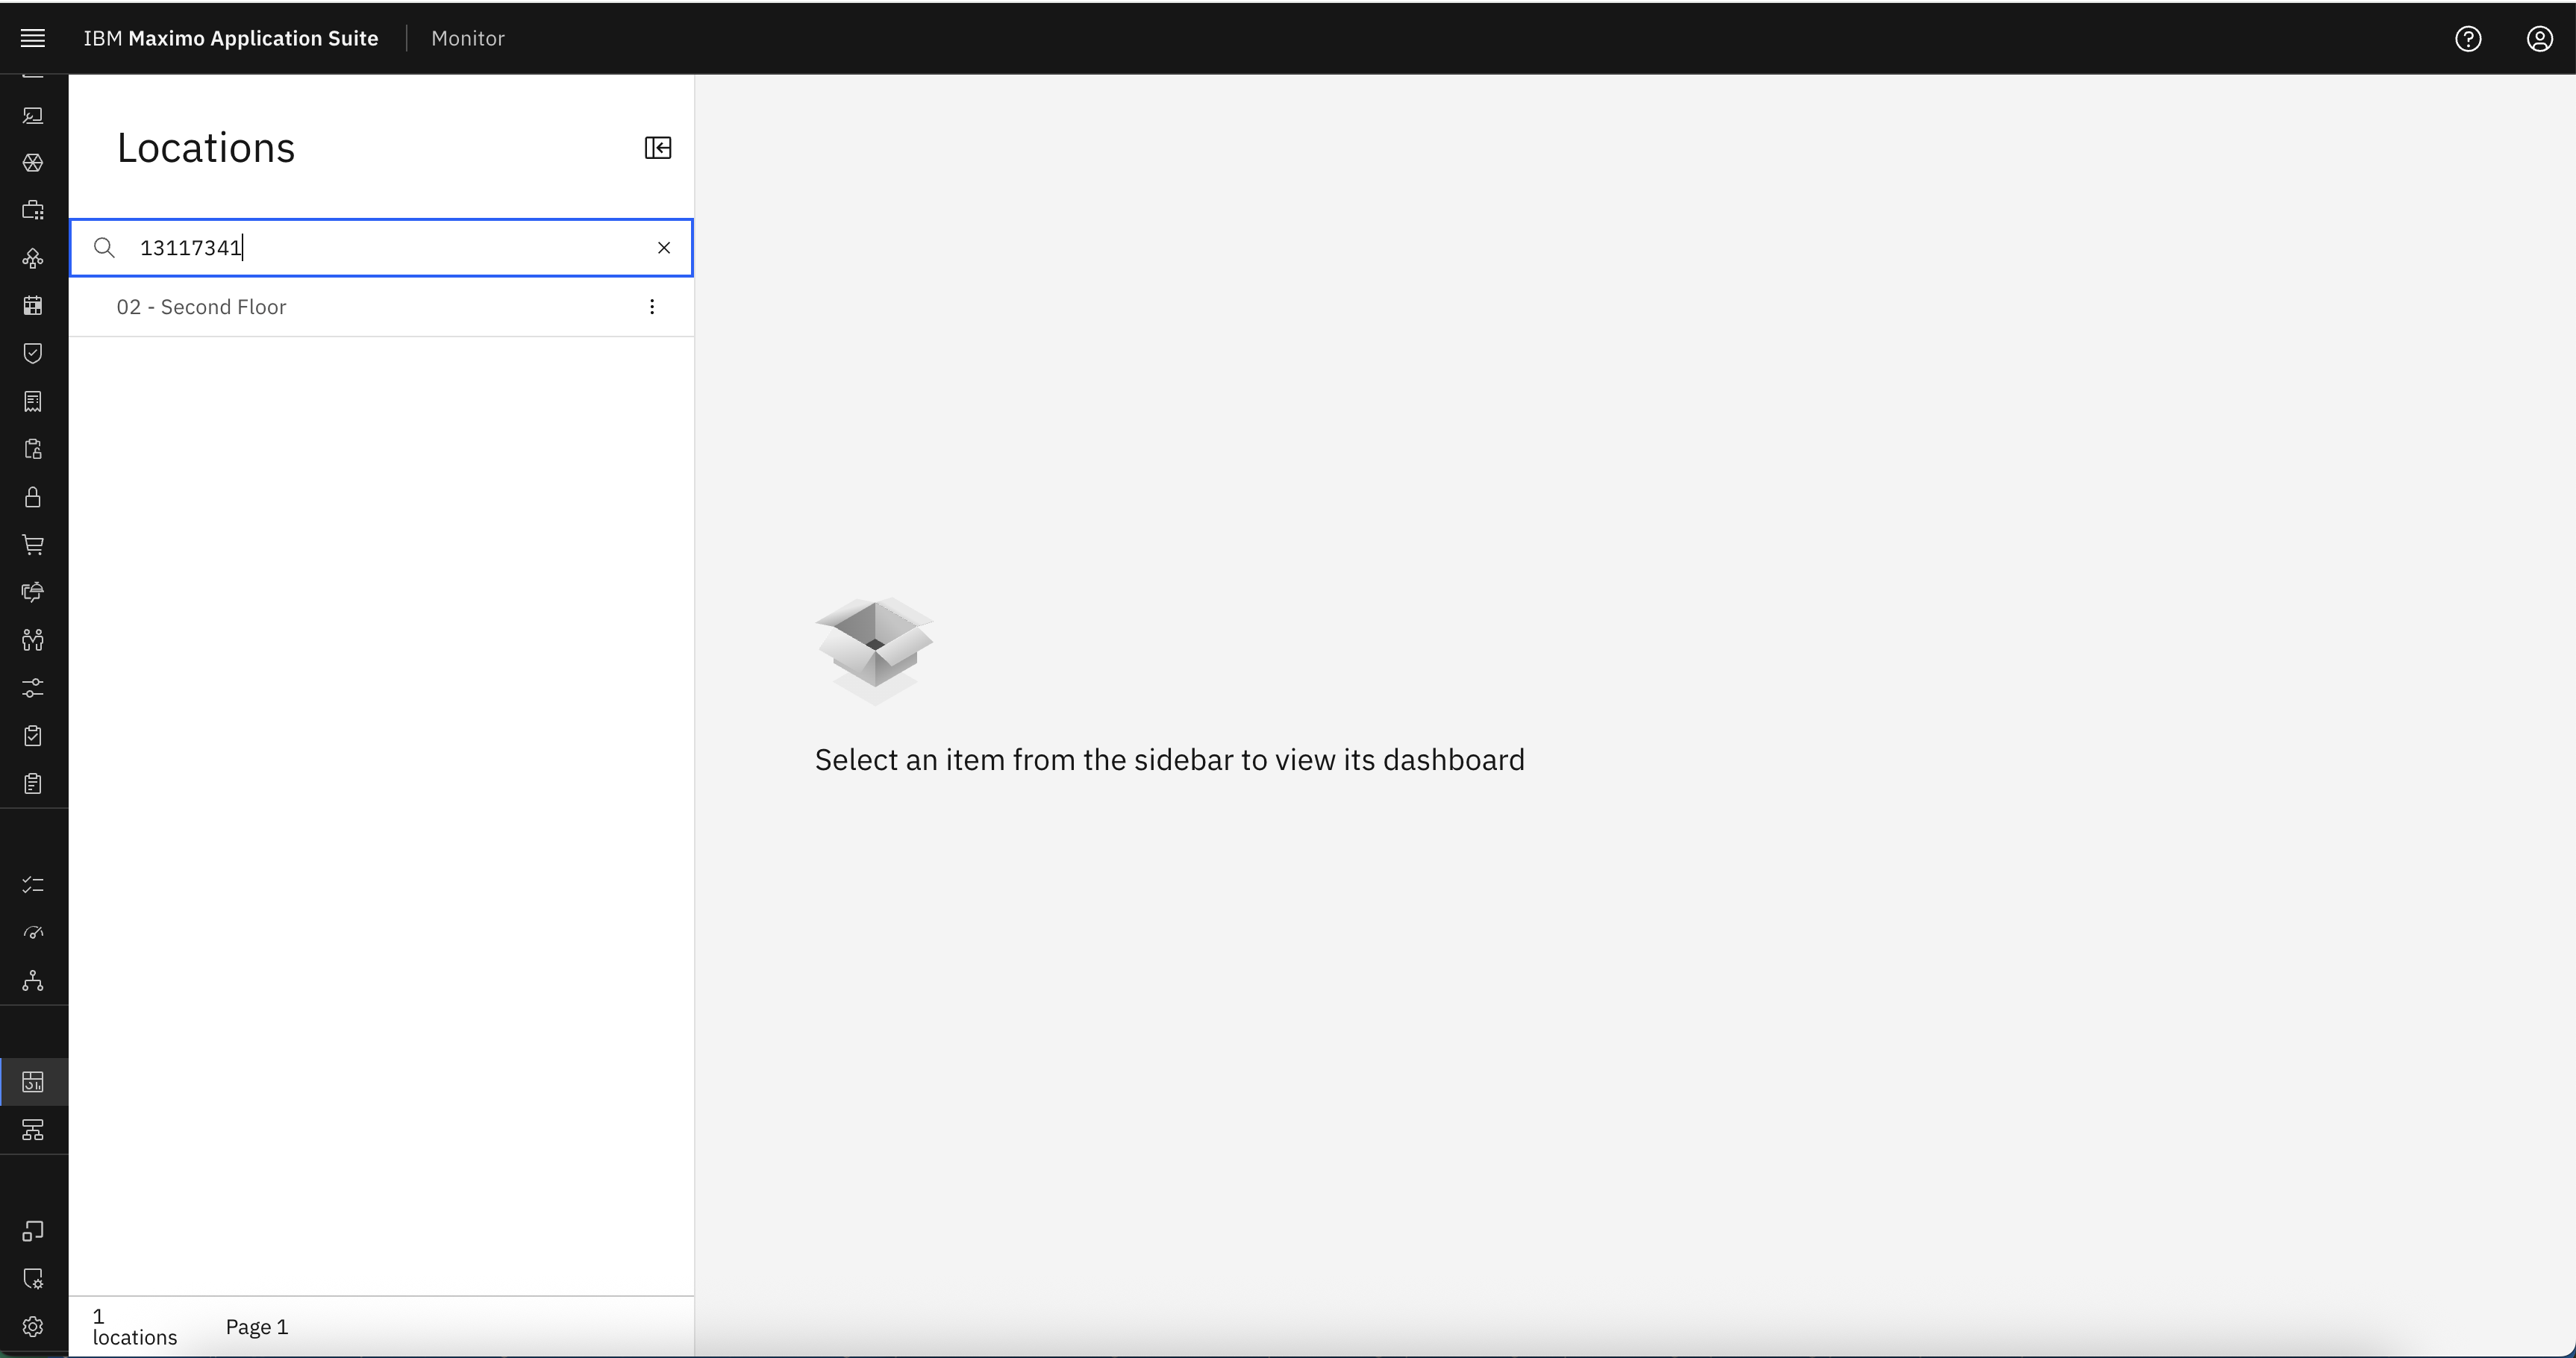 IBM Maximo Application Suite
Monitor
Locations
13117341
02 - Second Floor
Select an item from the sidebar to view its dashboard
1 locations
Page 1